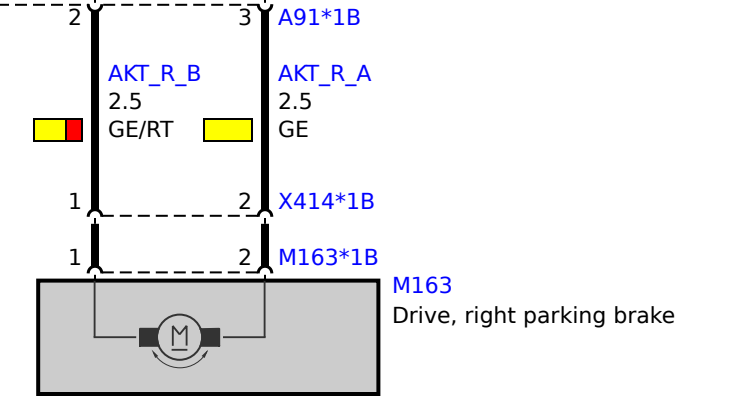 2 3 A91*1B
AKT_R_B AKT_R_A
2.5 2.5
GE/RT GE
1 2 X414*1B
1 2 M163*1B
M163
Drive, right parking brake
M